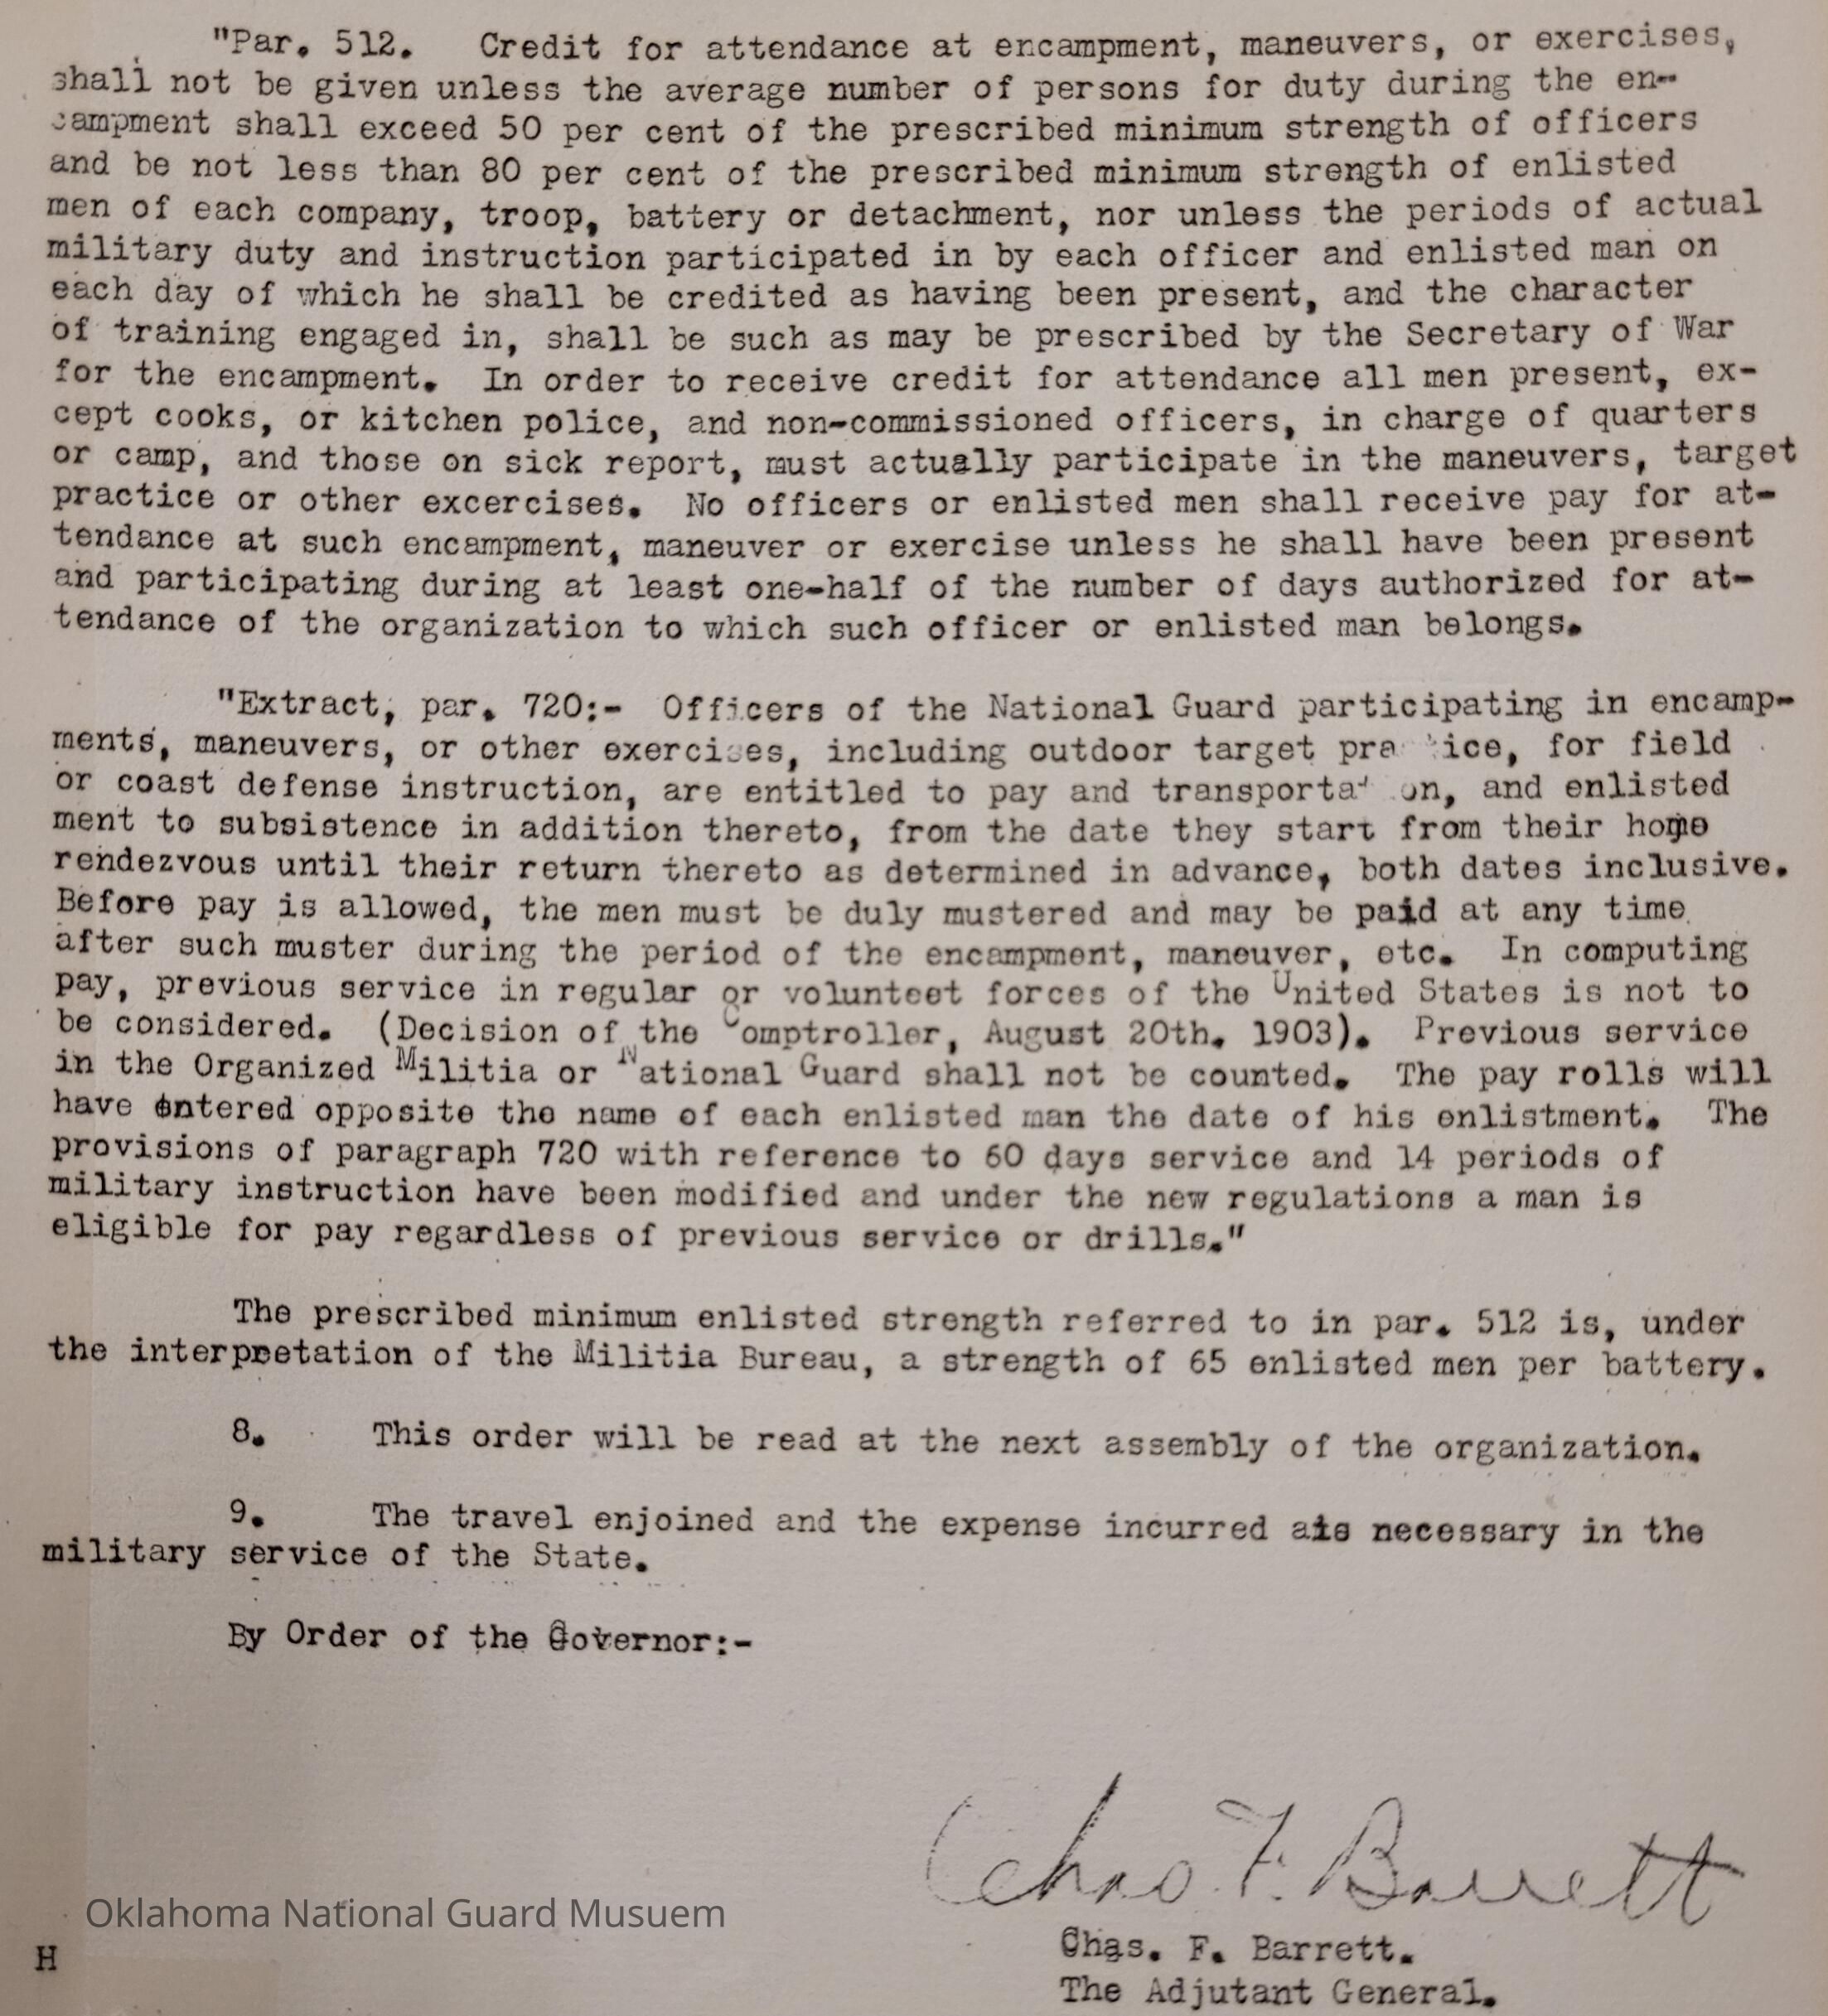 "Par. 512. Credit for attendance at encampment, maneuvers, or exercises,
shall not be given unless the average number of persons for duty during the en-
campment shall exceed 50 per cent of the prescribed minimum strength of officers
and be not less than 80 per cent of the prescribed minimum strength of enlisted
men of each company, troop, battery or detachment, nor unless the periods of actual
military duty and instruction participated in by each officer and enlisted man on
each day of which he shall be credited as having been present, and the character
of training engaged in, shall be such as may be prescribed by the Secretary of War
for the encampment. In order to receive credit for attendance all men present, ex-
cept cooks, or kitchen police, and non-commissioned officers, in charge of quarters
or camp, and those on sick report, must actually participate in the maneuvers, target
practice or other excercises. No officers or enlisted men shall receive pay for at-
tendance at such encampment, maneuver or exercise unless he shall have been present
and participating during at least one-half of the number of days authorized for at-
tendance of the organization to which such officer or enlisted man belongs.
"Extract, par. 720:- Officers of the National Guard participating in encamp-
ments, maneuvers, or other exercises, including outdoor target practice, for field
or coast defense instruction, are entitled to pay and transportation, and enlisted
ment to subsistence in addition thereto, from the date they start from their home
rendezvous until their return thereto as determined in advance, both dates inclusive.
Before pay is allowed, the men must be duly mustered and may be paid at any time
after such muster during the period of the encampment, maneuver, etc. In computing
pay, previous service in regular or volunteet forces of the United States is not to
be considered. (Decision of the Comptroller, August 20th. 1903). Previous service
in the Organized Militia or National Guard shall not be counted. The pay rolls will
have entered opposite the name of each enlisted man the date of his enlistment. The
provisions of paragraph 720 with reference to 60 days service and 14 periods of
military instruction have been modified and under the new regulations a man is
eligible for pay regardless of previous service or drills."
The prescribed minimum enlisted strength referred to in par. 512 is, under
the interpretation of the Militia Bureau, a strength of 65 enlisted men per battery.
8. This order will be read at the next assembly of the organization.
9. The travel enjoined and the expense incurred is necessary in the
military service of the State.
By Order of the Governor:-
Chas F. Barrett
Oklahoma National Guard Musuem
Chas. F. Barrett.
H
The Adjutant General.